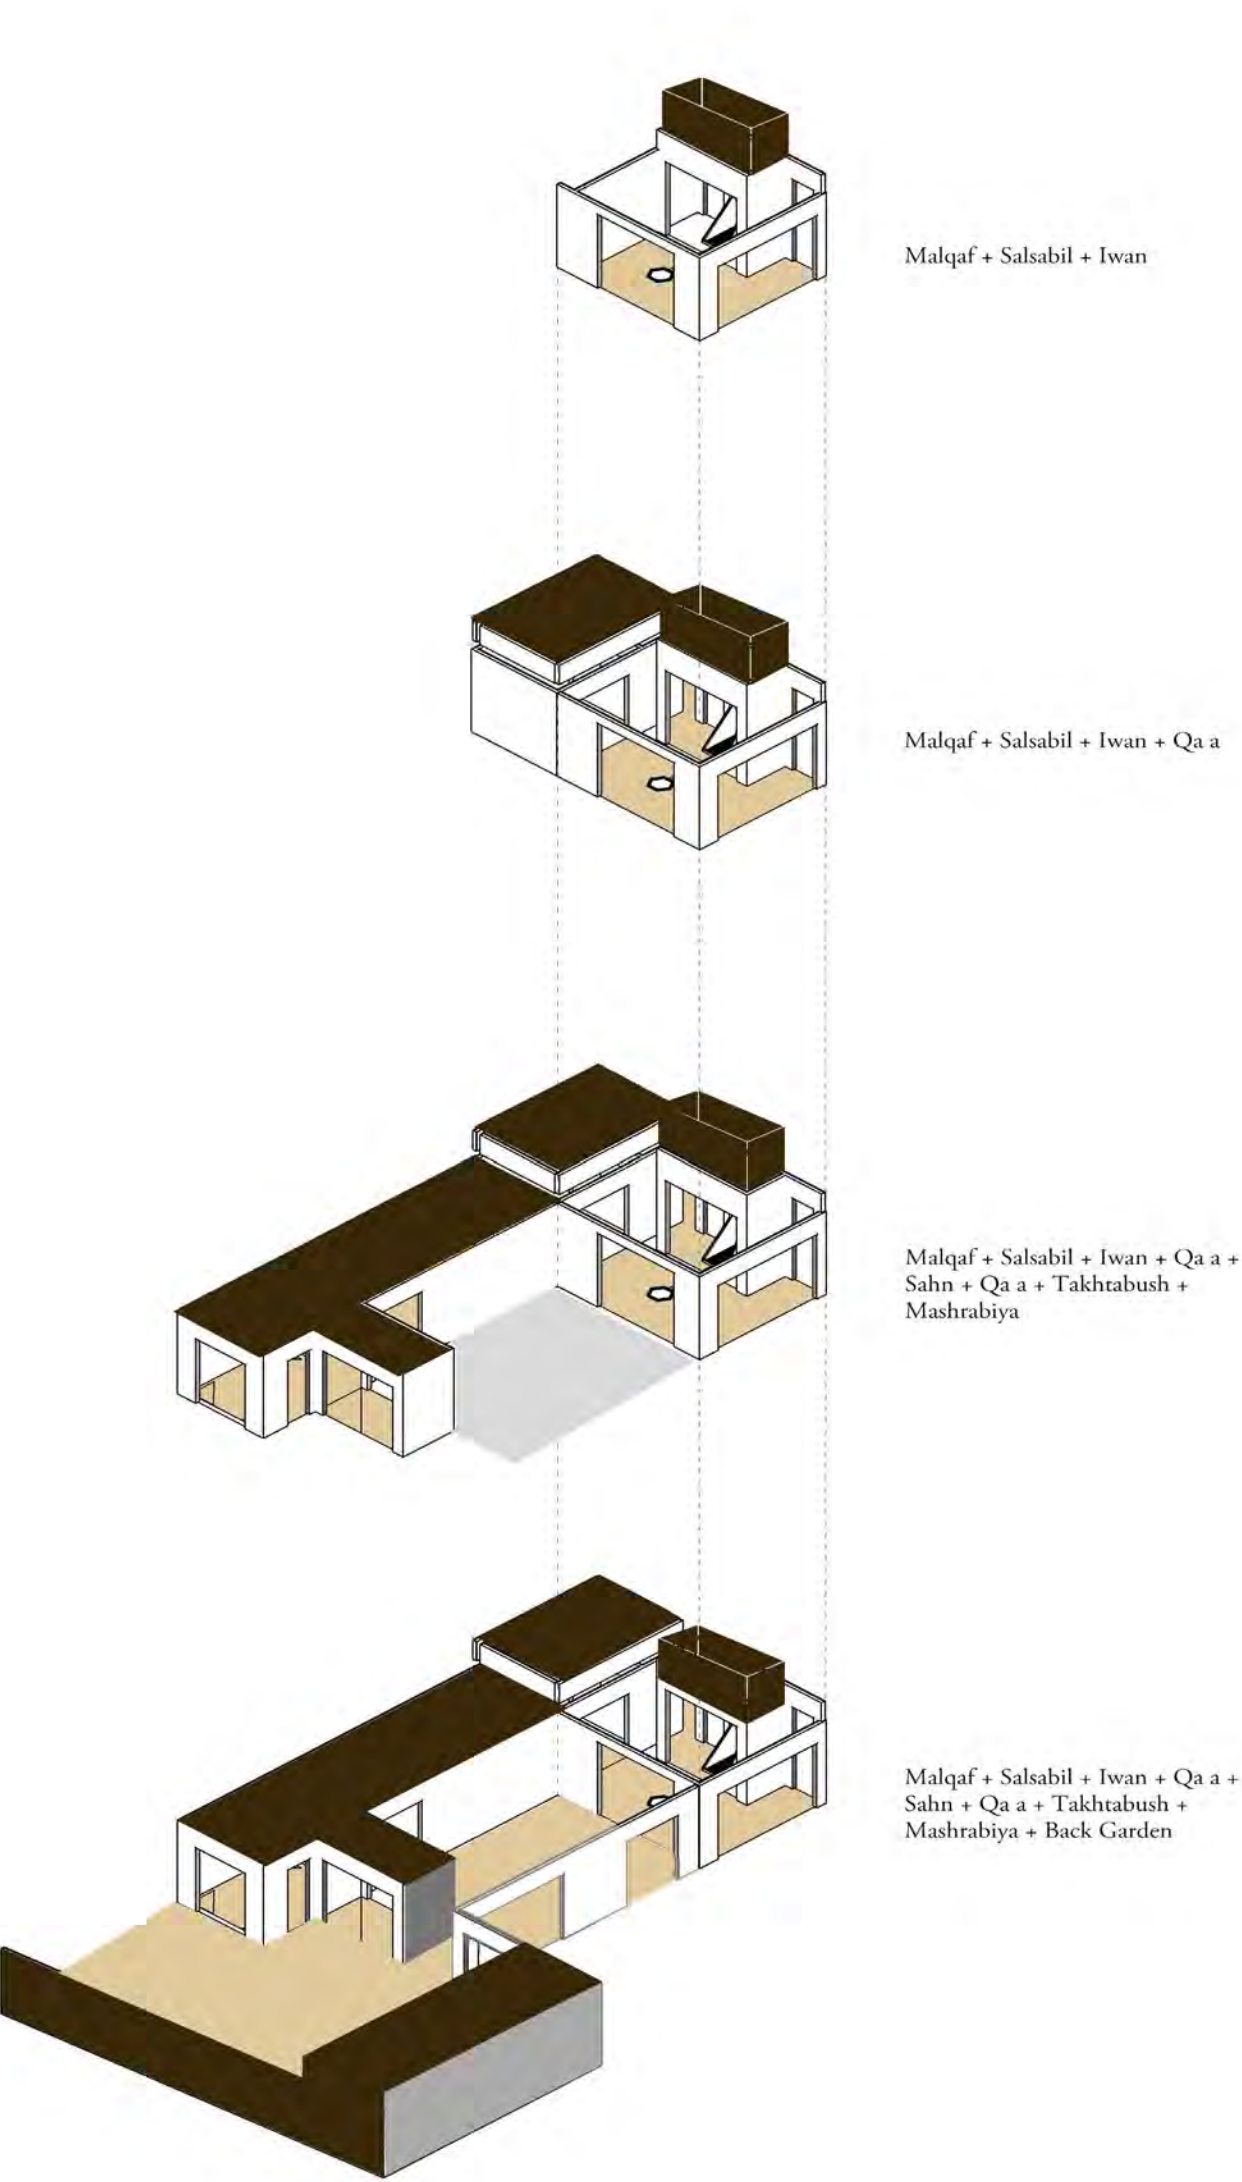 Malqaf + Salsabil + Iwan
Malqaf + Salsabil + Iwan + Qa a
Malqaf + Salsabil + Iwan + Qa a +
Sahn + Qa a + Takhtabush +
Mashrabiya
Malqaf + Salsabil + Iwan + Qa a +
Sahn + Qa a + Takhtabush +
Mashrabiya + Back Garden